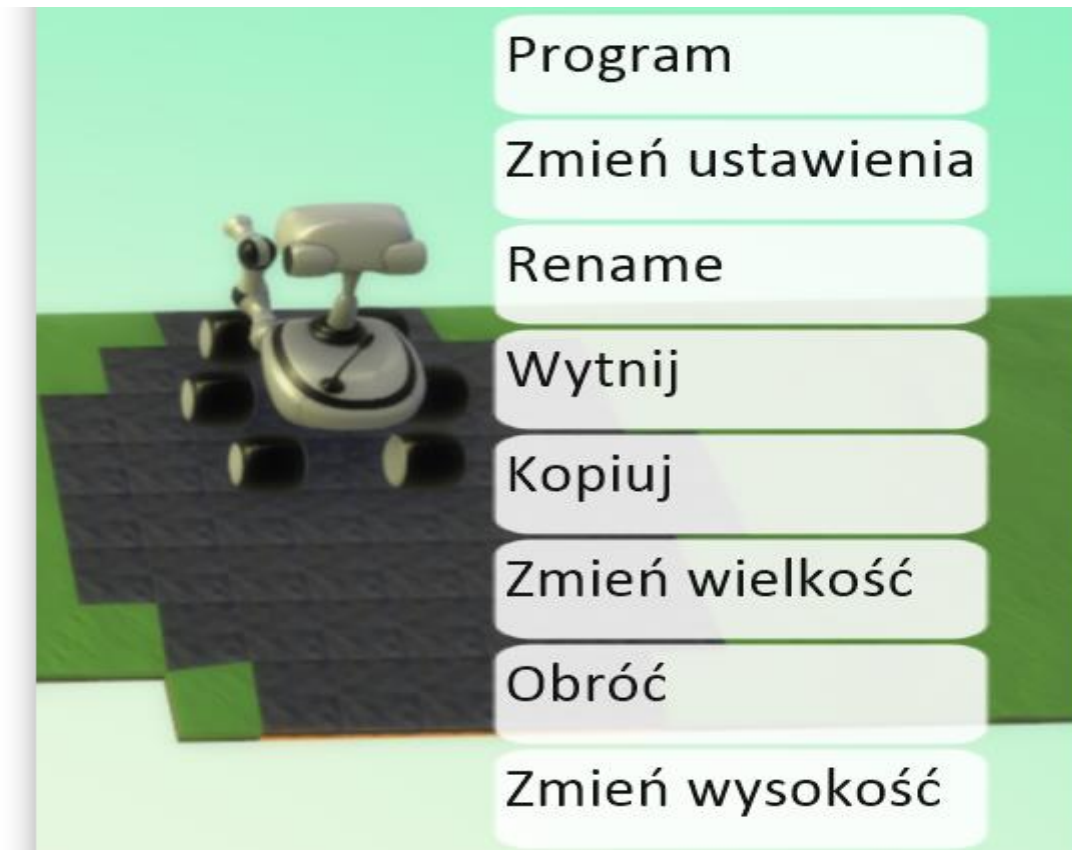 Program
Zmień ustawienia
Rename
Wytnij
Kopiuj
Zmień wielkość
Obróć
Zmień wysokość